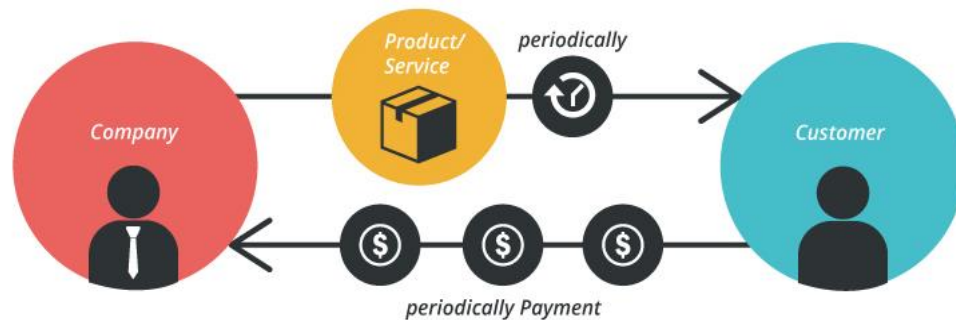 Product/
Service
periodically
Company
Customer
$ $ $
periodically Payment